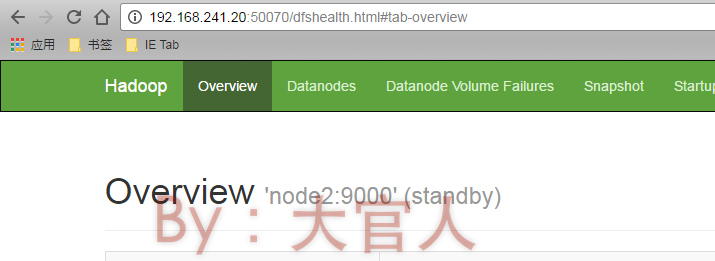 192.168.241.20:50070/dfshealth.html#tab-overview
应用 书签 IE Tab
Hadoop Overview Datanodes Datanode Volume Failures Snapshot Startup
Overview 'node2:9000' (standby)
By：大官人